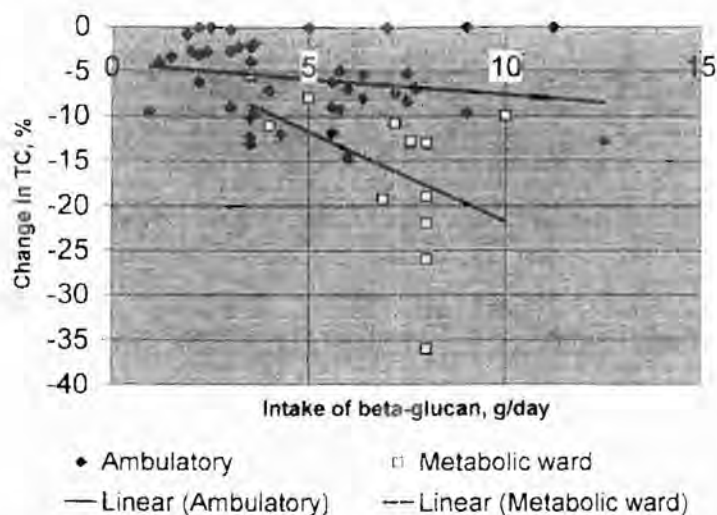 0
-5
-10
-15
-20
-25
-30
-35
-40
0 5 10 15
Change in TC, %
Intake of beta-glucan, g/day
Ambulatory Metabolic ward
Linear (Ambulatory) Linear (Metabolic ward)